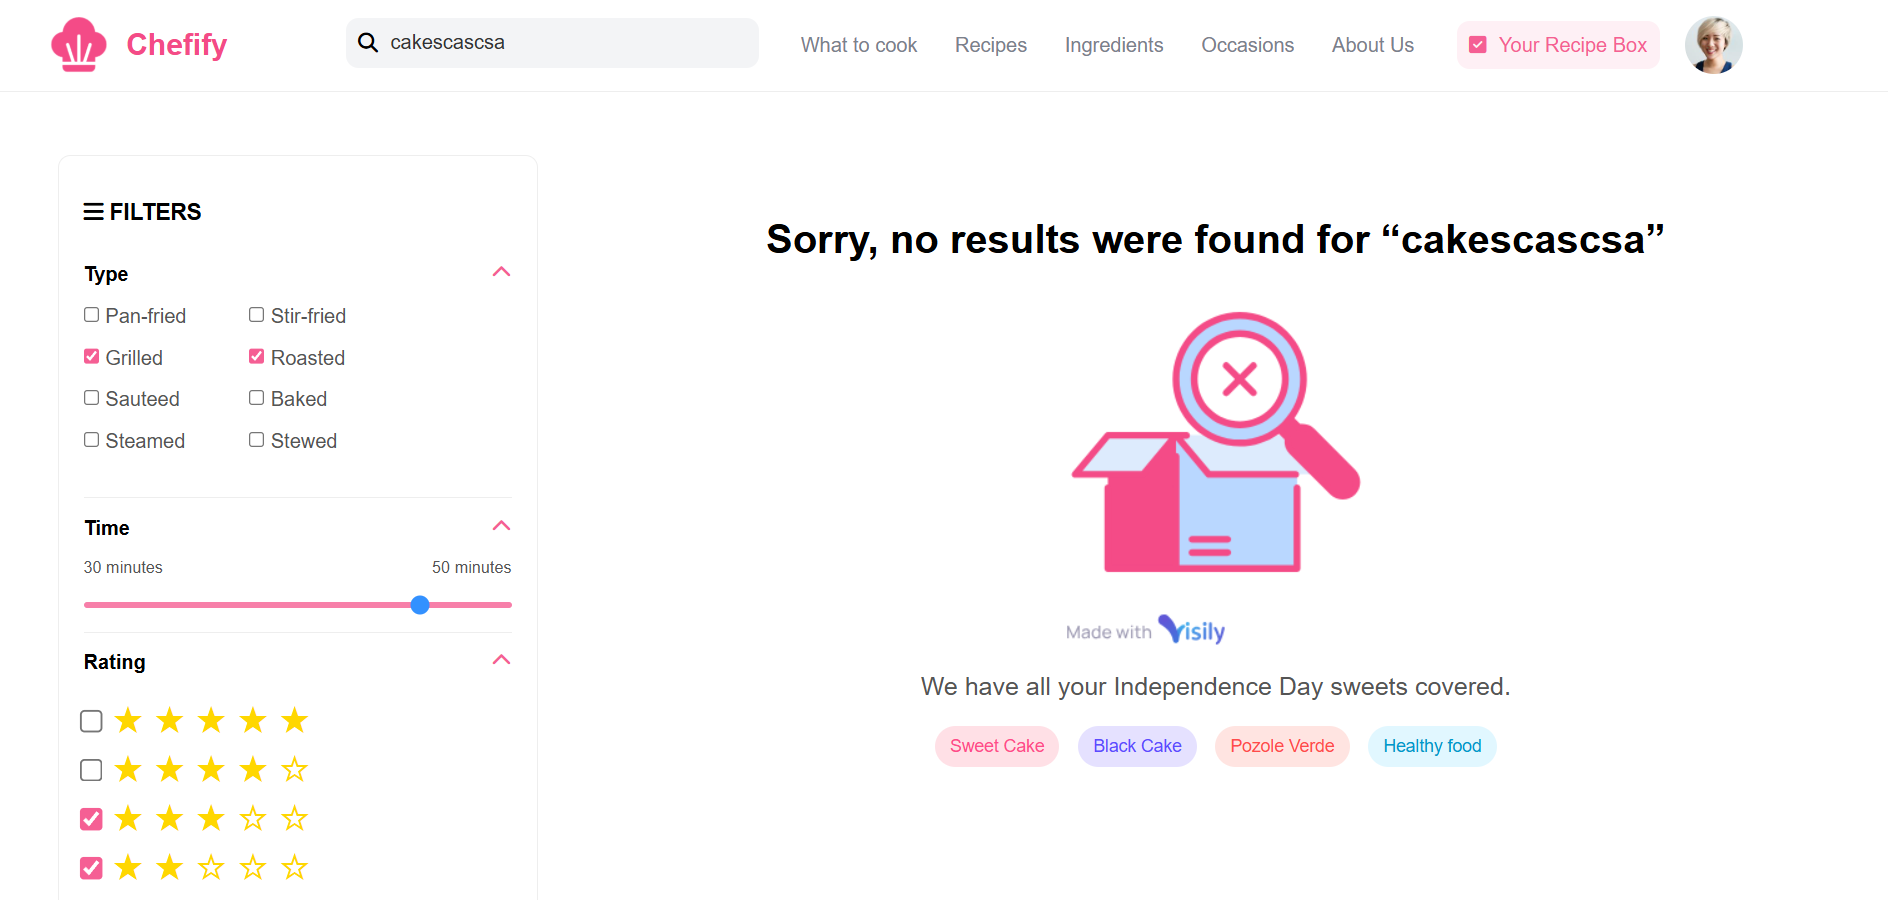 Chefify
cakescascsa
What to cook
Recipes
Ingredients
Occasions
About Us
Your Recipe Box
FILTERS
Type
Pan-fried
Stir-fried
Grilled
Roasted
Sauteed
Baked
Steamed
Stewed
Time
30 minutes
50 minutes
Rating
Sorry, no results were found for “cakescascsa”
Made with Visily
We have all your Independence Day sweets covered.
Sweet Cake
Black Cake
Pozole Verde
Healthy food